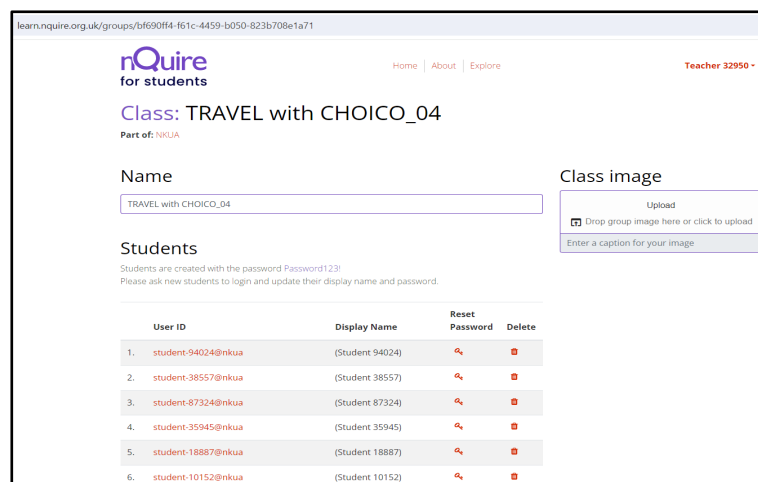 learn.nquire.org.uk/groups/bf690ff4-f61c-4459-b050-823b708e1a71
nQuire
for students
Home About Explore
Teacher 32950
Class: TRAVEL with CHOICO_04
Part of: NKUA
Name
TRAVEL with CHOICO_04
Class image
Upload
Drop group image here or click to upload
Enter a caption for your image
Students
Students are created with the password Password123!
Please ask new students to login and update their display name and password.
User ID Display Name Reset Password Delete
1. student-94024@nkua (Student 94024)
2. student-38557@nkua (Student 38557)
3. student-87324@nkua (Student 87324)
4. student-35945@nkua (Student 35945)
5. student-18887@nkua (Student 18887)
6. student-10152@nkua (Student 10152)